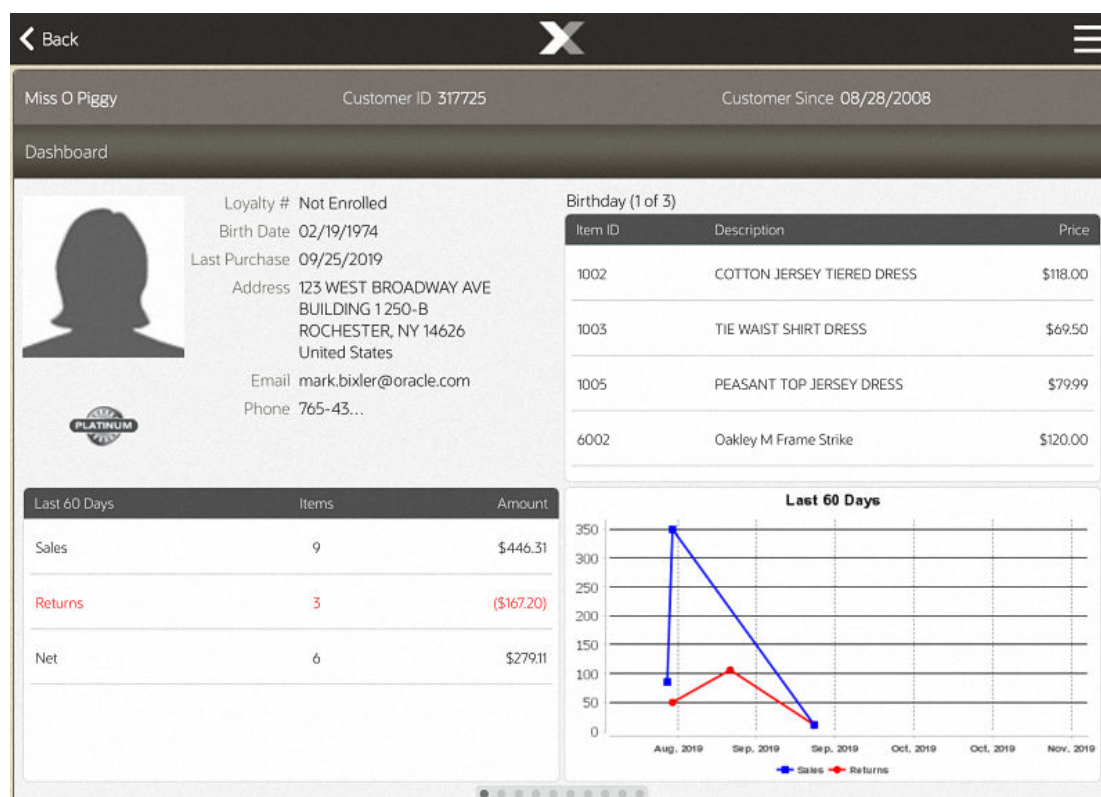 Back
Miss O Piggy Customer ID 317725 Customer Since 08/28/2008
Dashboard
Loyalty # Not Enrolled
Birth Date 02/19/1974
Last Purchase 09/25/2019
Address 123 WEST BROADWAY AVE
BUILDING 1 250-B
ROCHESTER, NY 14626
United States
Email mark.bixler@oracle.com
Phone 765-43...
PLATINUM
Birthday (1 of 3)
Item ID Description Price
1002 COTTON JERSEY TIERED DRESS $118.00
1003 TIE WAIST SHIRT DRESS $69.50
1005 PEASANT TOP JERSEY DRESS $79.99
6002 Oakley M Frame Strike $120.00
Last 60 Days Items Amount
Sales 9 $446.31
Returns 3 ($167.20)
Net 6 $279.11
Last 60 Days
350
300
250
200
150
100
50
0
Aug, 2019 Sep, 2019 Sep, 2019 Oct, 2019 Oct, 2019 Nov, 2019
Sales Returns